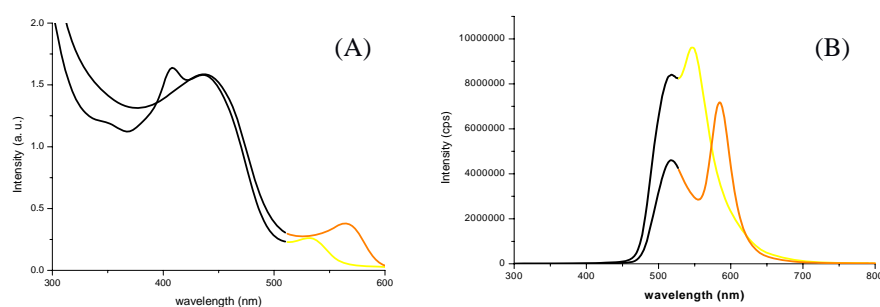 (A)
Intensity (a. u.)
2.0
1.5
1.0
0.5
0.0
300 400 500 600
wavelength (nm)
(B)
Intensity (cps)
10000000
8000000
6000000
4000000
2000000
0
300 400 500 600 700 800
wavelength (nm)